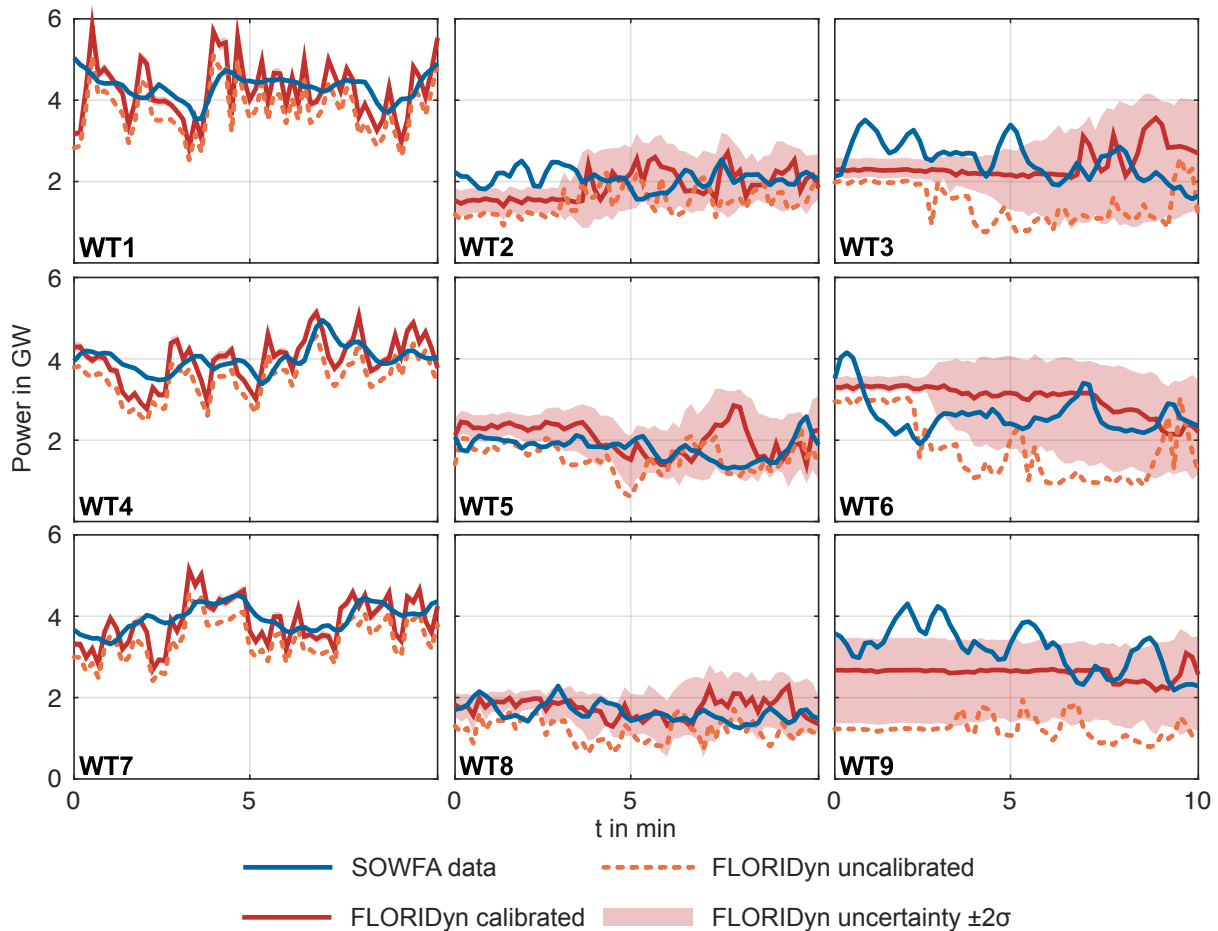 6
4
2
WT1
WT2
WT3
6
4
2
Power in GW
WT4
WT5
WT6
6
4
2
0
WT7
WT8
WT9
0 5 0 5 0 5 10
t in min
SOWFA data FLORIDyn uncalibrated
FLORIDyn calibrated FLORIDyn uncertainty ±2σ